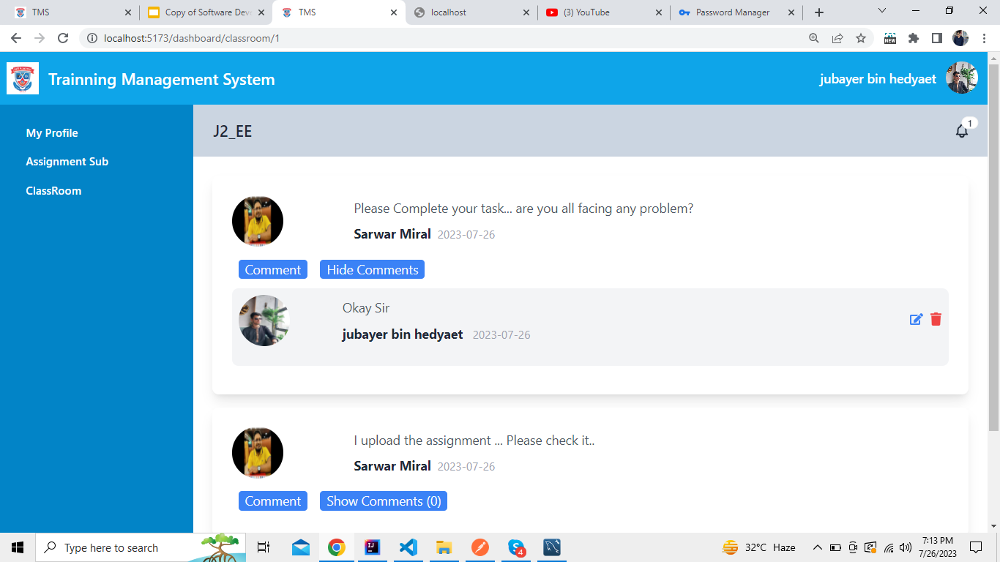 TMS
Copy of Software Deve
TMS
localhost
(3) YouTube
Password Manager
localhost:5173/dashboard/classroom/1
NEW
Trainning Management System
jubayer bin hedyaet
My Profile
Assignment Sub
ClassRoom
J2_EE
1
Please Complete your task... are you all facing any problem?
Sarwar Miral 2023-07-26
Comment Hide Comments
Okay Sir
jubayer bin hedyaet 2023-07-26
I upload the assignment ... Please check it..
Sarwar Miral 2023-07-26
Comment Show Comments (0)
Type here to search
IJ
4
32°C Haze
7:13 PM
7/26/2023